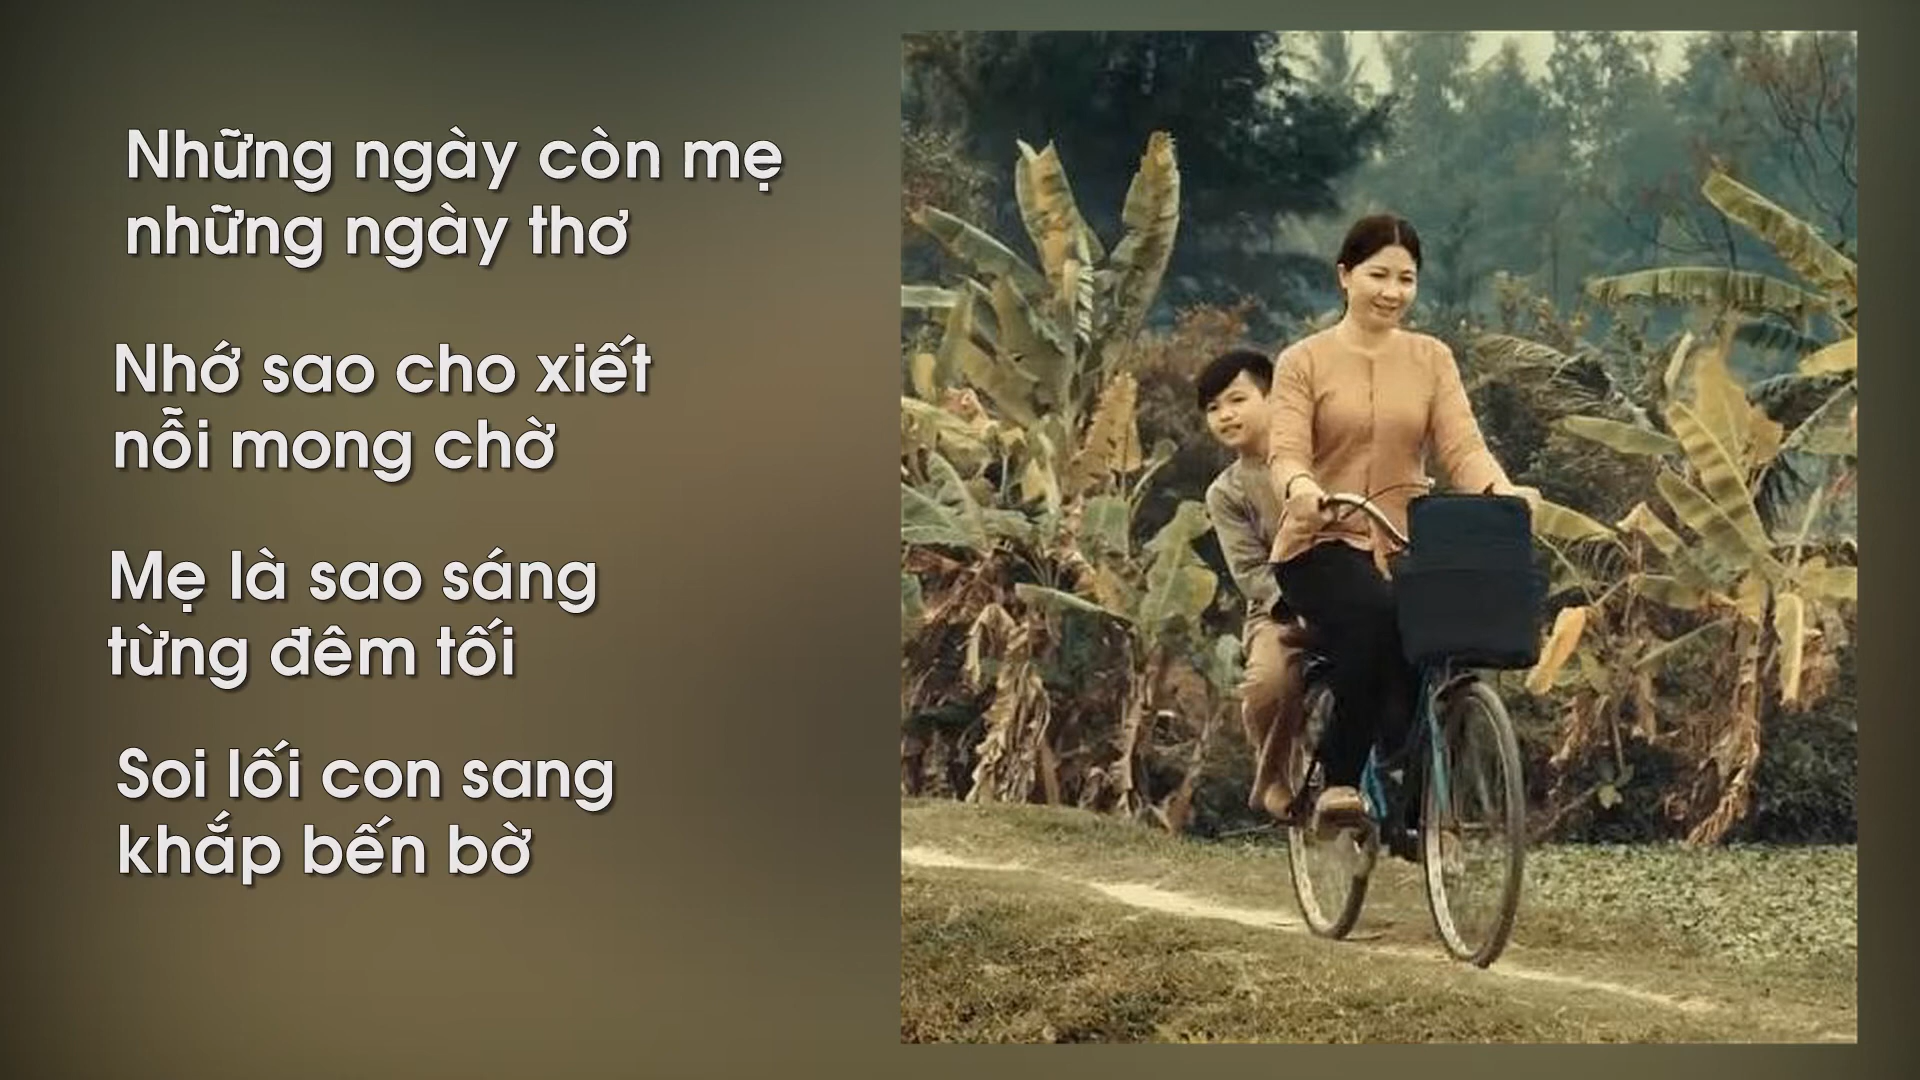 Những ngày còn mẹ
những ngày thơ
Nhớ sao cho xiết
nỗi mong chờ
Mẹ là sao sáng
từng đêm tối
Soi lối con sang
khắp bến bờ